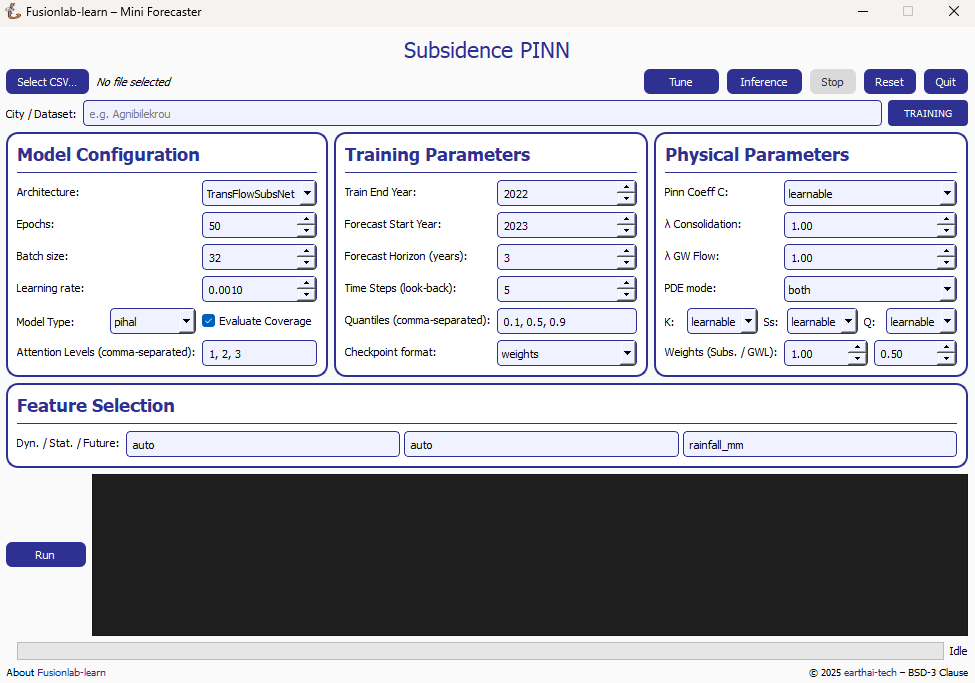 Fusionlab-learn – Mini Forecaster
Subsidence PINN
Select CSV... No file selected Tune Inference Stop Reset Quit
City / Dataset: e.g. Agnibilekrou TRAINING
Model Configuration
Architecture: TransFlowSubsNet
Epochs: 50
Batch size: 32
Learning rate: 0.0010
Model Type: pihal Evaluate Coverage
Attention Levels (comma-separated): 1, 2, 3
Training Parameters
Train End Year: 2022
Forecast Start Year: 2023
Forecast Horizon (years): 3
Time Steps (look-back): 5
Quantiles (comma-separated): 0.1, 0.5, 0.9
Checkpoint format: weights
Physical Parameters
Pinn Coeff C: learnable
λ Consolidation: 1.00
λ GW Flow: 1.00
PDE mode: both
K: learnable Ss: learnable Q: learnable
Weights (Subs. / GWL): 1.00 0.50
Feature Selection
Dyn. / Stat. / Future: auto auto rainfall_mm
Run
Idle
About Fusionlab-learn © 2025 earthai-tech – BSD-3 Clause